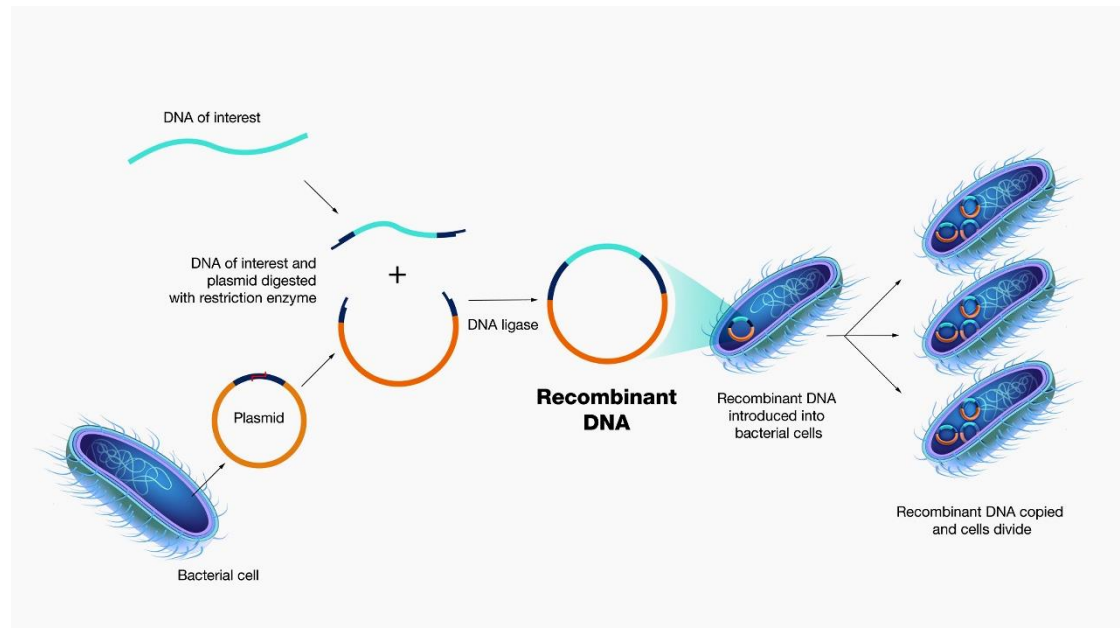 DNA of interest
DNA of interest and
plasmid digested
with restriction enzyme
+
Plasmid
Bacterial cell
DNA ligase
Recombinant
DNA
Recombinant DNA
introduced into
bacterial cells
Recombinant DNA copied
and cells divide